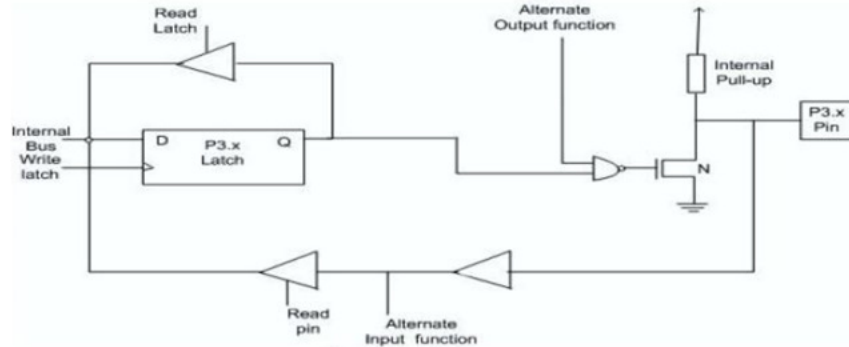 Read
Latch
Alternate
Output function
Internal
Pull-up
P3.x
Pin
Internal
Bus
Write
latch
D
P3.x
Latch
Q
N
Read
pin
Alternate
Input function